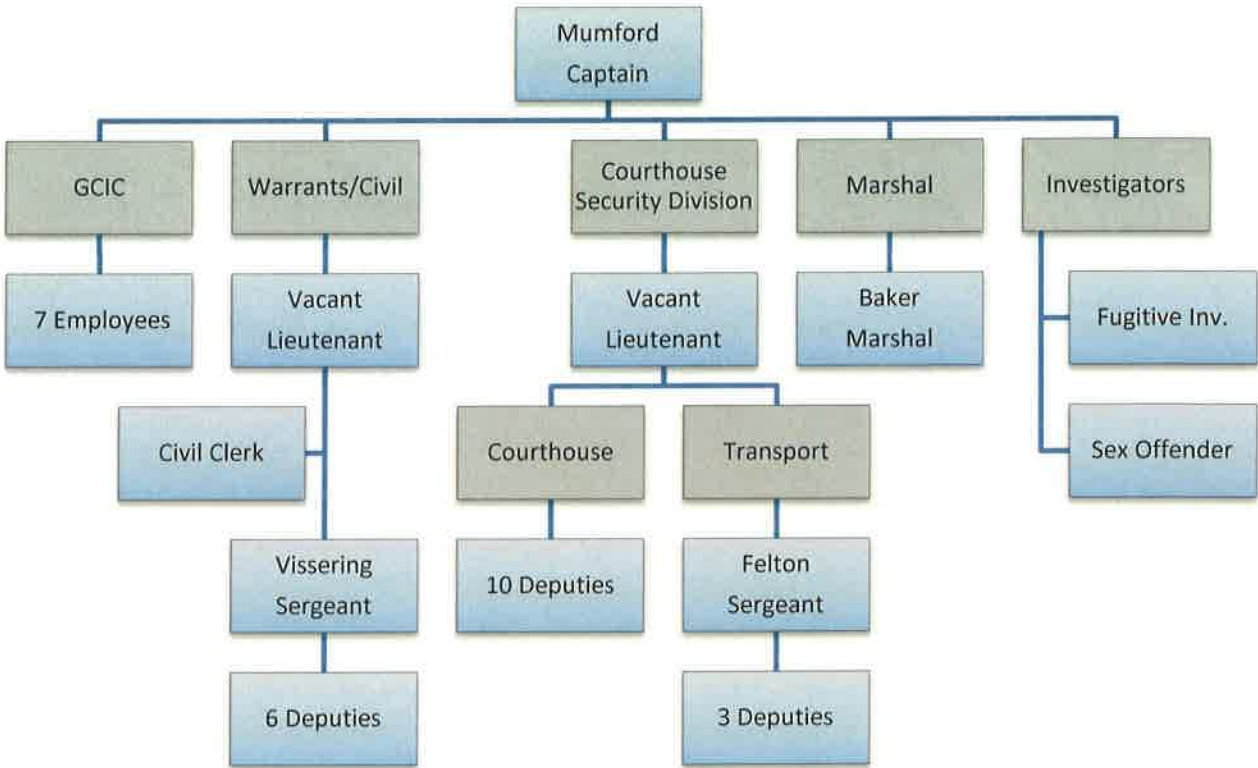 Mumford
Captain
GCIC
Warrants/Civil
Courthouse
Security Division
Marshal
Investigators
7 Employees
Vacant
Lieutenant
Vacant
Lieutenant
Baker
Marshal
Fugitive Inv.
Civil Clerk
Courthouse
Transport
Sex Offender
Vissering
Sergeant
10 Deputies
Felton
Sergeant
6 Deputies
3 Deputies